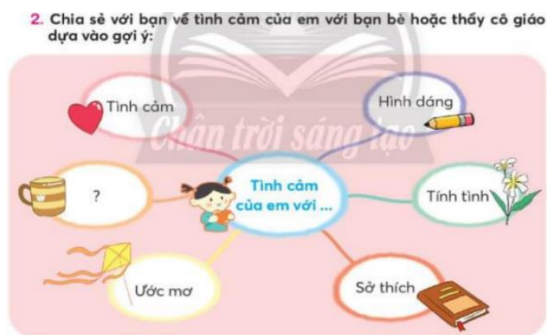 2. Chia sẻ với bạn về tình cảm của em với bạn bè hoặc thầy cô giáo
dựa vào gợi ý:
Chân trời sáng tạo
Tình cảm
Hình dáng
?
Tình cảm
của em với ...
Tính tình
Ước mơ
Sở thích